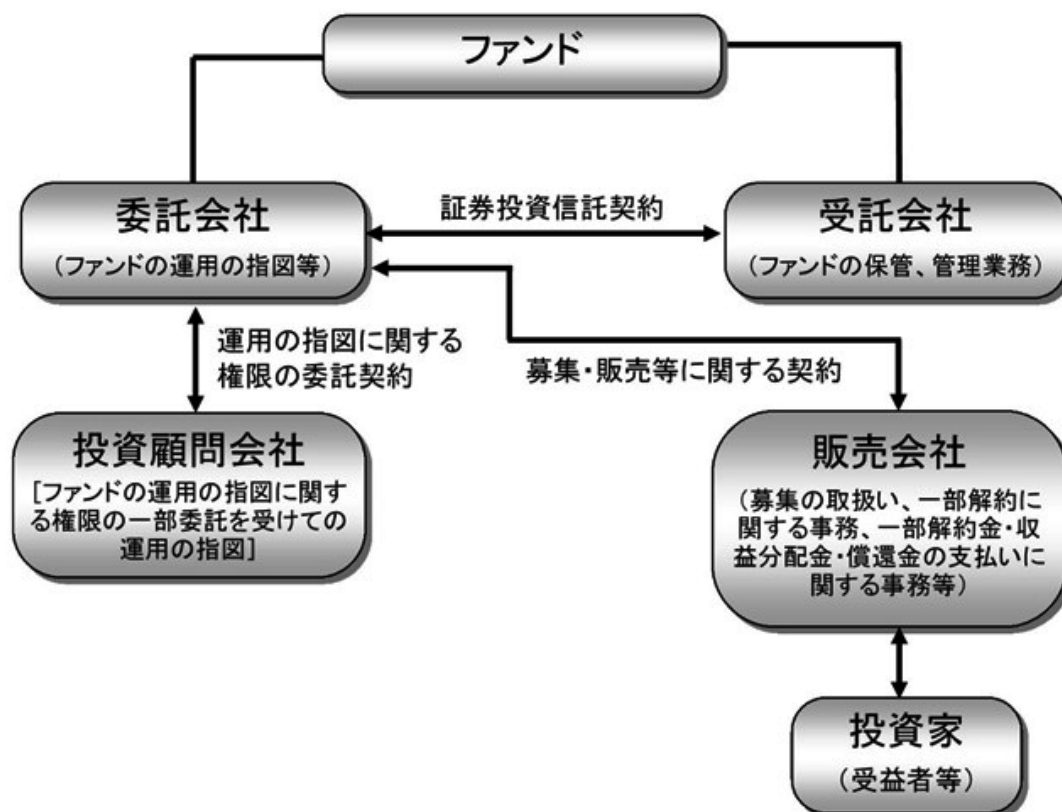 ファンド
委託会社
(ファンドの運用の指図等)
証券投資信託契約
受託会社
(ファンドの保管、管理業務)
運用の指図に関する
権限の委託契約
募集・販売等に関する契約
投資顧問会社
[ファンドの運用の指図に関す
る権限の一部委託を受けての
運用の指図]
販売会社
(募集の取扱い、一部解約に
関する事務、一部解約金・収
益分配金・償還金の支払いに
関する事務等)
投資家
(受益者等)